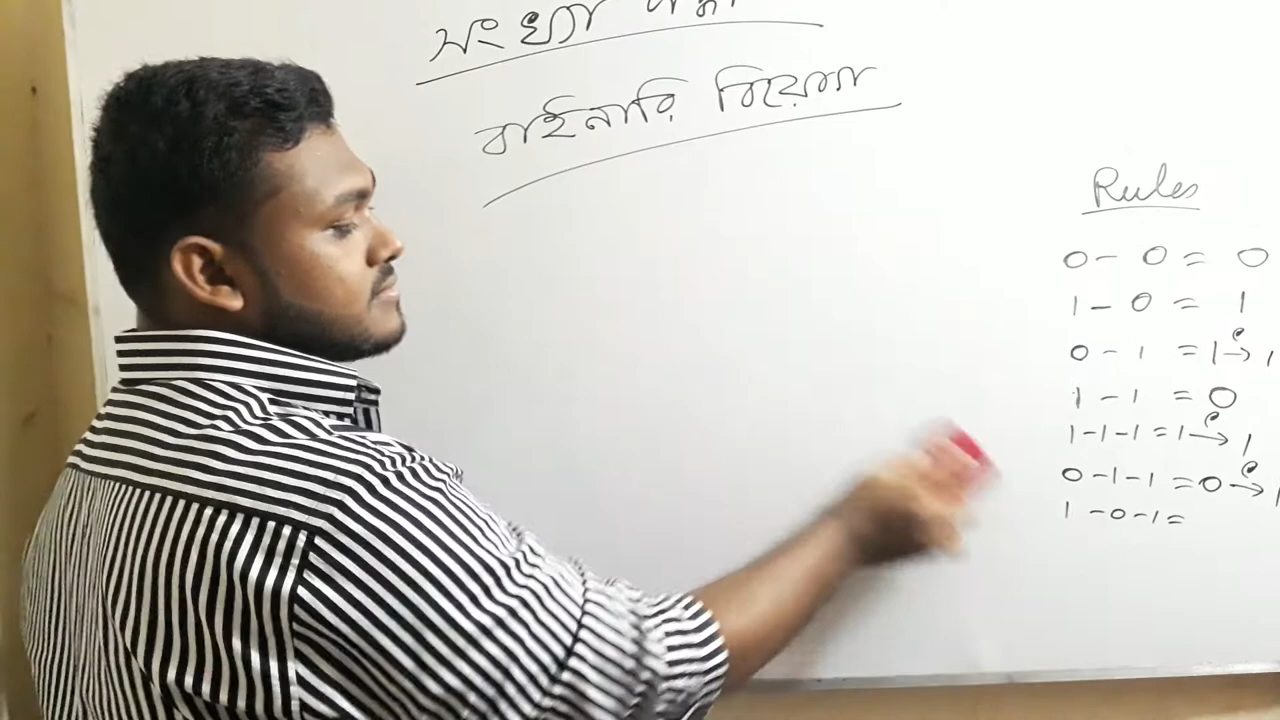 সংখ্যা
বাইনারি বিয়োগ
Rules
0 - 0 = 0
1 - 0 = 1
0 - 1 = 1 → 1
1 - 1 = 0
1 - 1 - 1 = 1 → 1
0 - 1 - 1 = 0 → 1
1 - 0 - 1 =